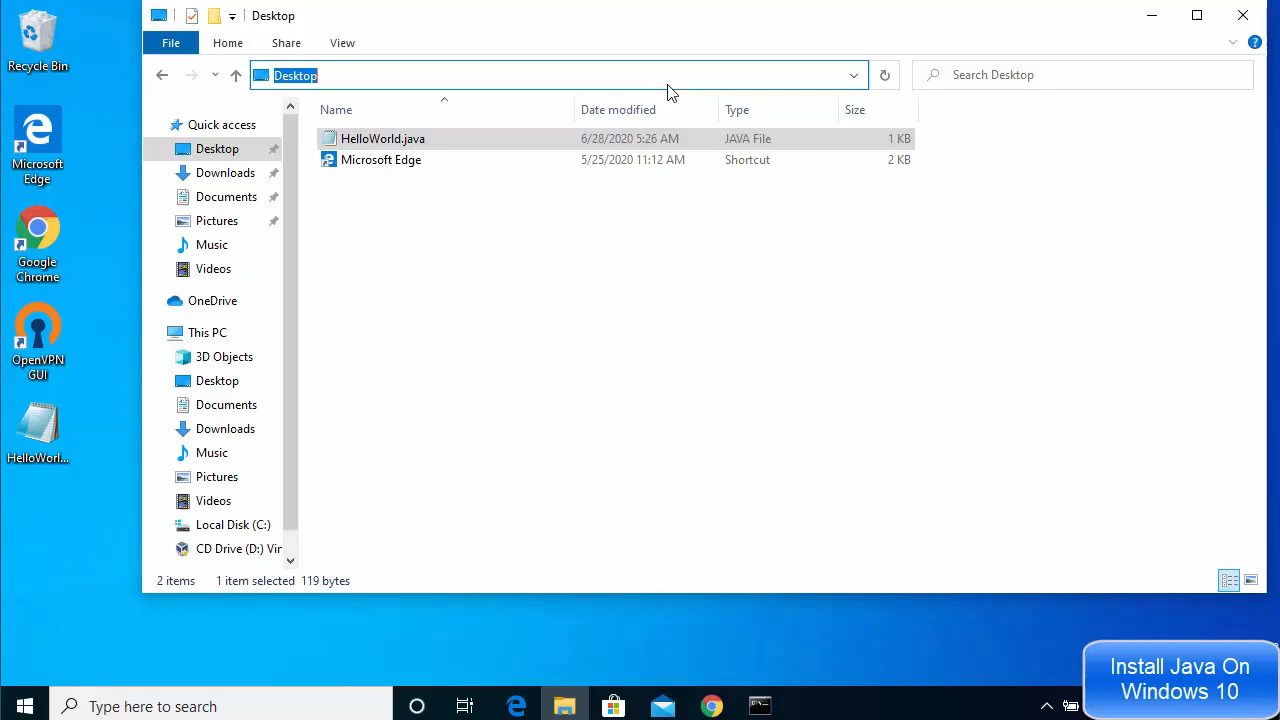 Recycle Bin
Microsoft
Edge
Google
Chrome
OpenVPN
GUI
HelloWorl...
Desktop
File
Home
Share
View
Desktop
Search Desktop
Name
Date modified
Type
Size
HelloWorld.java
6/28/2020 5:26 AM
JAVA File
1 KB
Microsoft Edge
5/25/2020 11:12 AM
Shortcut
2 KB
Quick access
Desktop
Downloads
Documents
Pictures
Music
Videos
OneDrive
This PC
3D Objects
Desktop
Documents
Downloads
Music
Pictures
Videos
Local Disk (C:)
CD Drive (D:) Vir
2 items
1 item selected
119 bytes
Type here to search
Install Java On
Windows 10